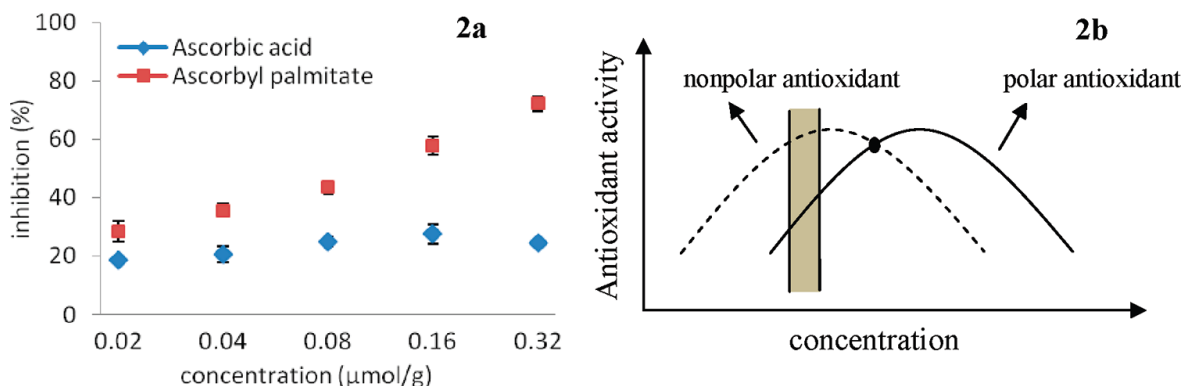 2a
Ascorbic acid
Ascorbyl palmitate
inhibition (%)
100
80
60
40
20
0
0.02 0.04 0.08 0.16 0.32
concentration (µmol/g)
2b
nonpolar antioxidant
polar antioxidant
Antioxidant activity
concentration